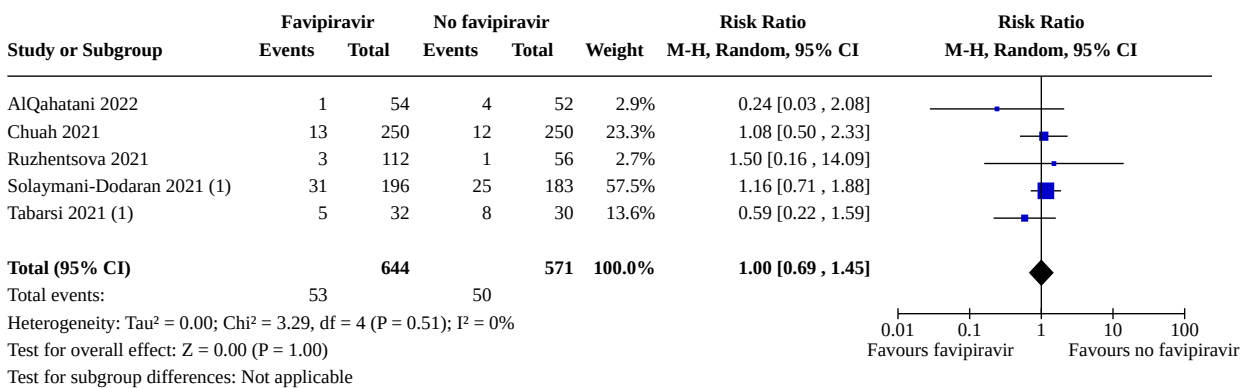 Favipiravir No favipiravir Risk Ratio Risk Ratio
Study or Subgroup Events Total Events Total Weight M-H, Random, 95% CI M-H, Random, 95% CI
AlQahatani 2022 1 54 4 52 2.9% 0.24 [0.03 , 2.08]
Chuah 2021 13 250 12 250 23.3% 1.08 [0.50 , 2.33]
Ruzhentsova 2021 3 112 1 56 2.7% 1.50 [0.16 , 14.09]
Solaymani-Dodaran 2021 (1) 31 196 25 183 57.5% 1.16 [0.71 , 1.88]
Tabarsi 2021 (1) 5 32 8 30 13.6% 0.59 [0.22 , 1.59]
Total (95% CI) 644 571 100.0% 1.00 [0.69 , 1.45]
Total events: 53 50
Heterogeneity: Tau² = 0.00; Chi² = 3.29, df = 4 (P = 0.51); I² = 0%
Test for overall effect: Z = 0.00 (P = 1.00)
Test for subgroup differences: Not applicable
0.01 0.1 1 10 100
Favours favipiravir Favours no favipiravir